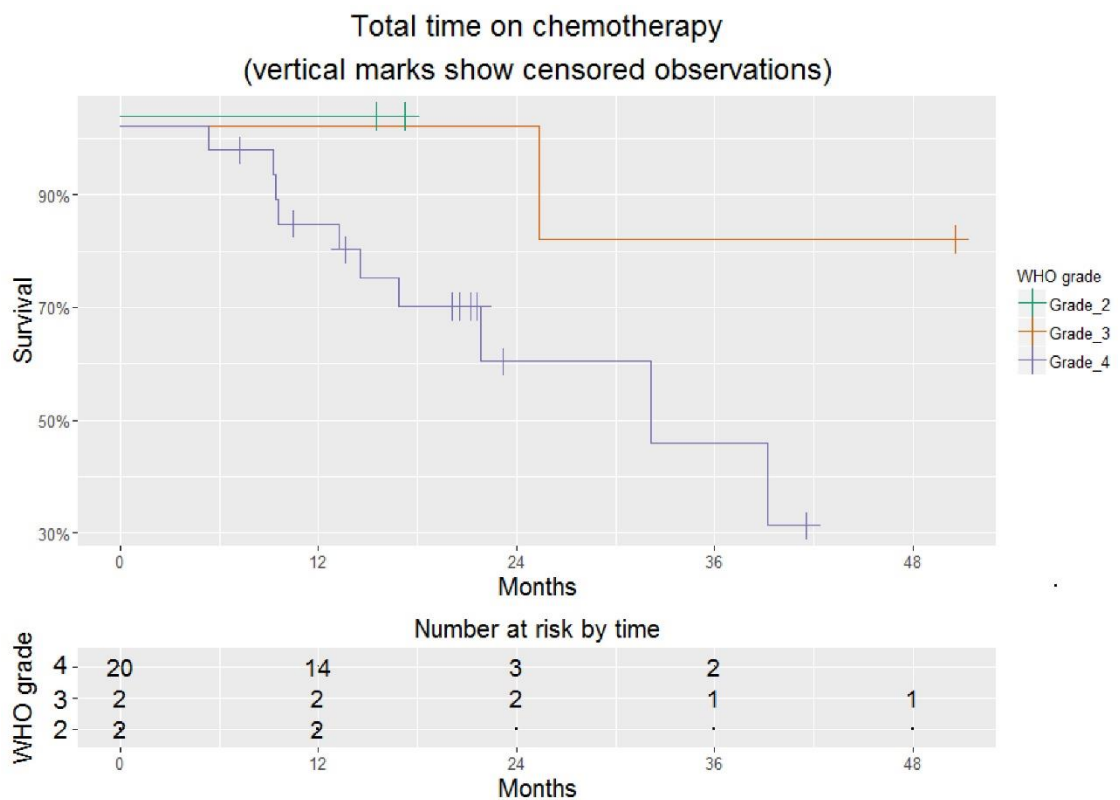 Total time on chemotherapy
(vertical marks show censored observations)
90%
70%
50%
30%
Survival
0 12 24 36 48
Months
WHO grade
Grade_2
Grade_3
Grade_4
Number at risk by time
WHO grade
4 20 14 3 2
3 2 2 2 1 1
2 2 2 . . .
0 12 24 36 48
Months